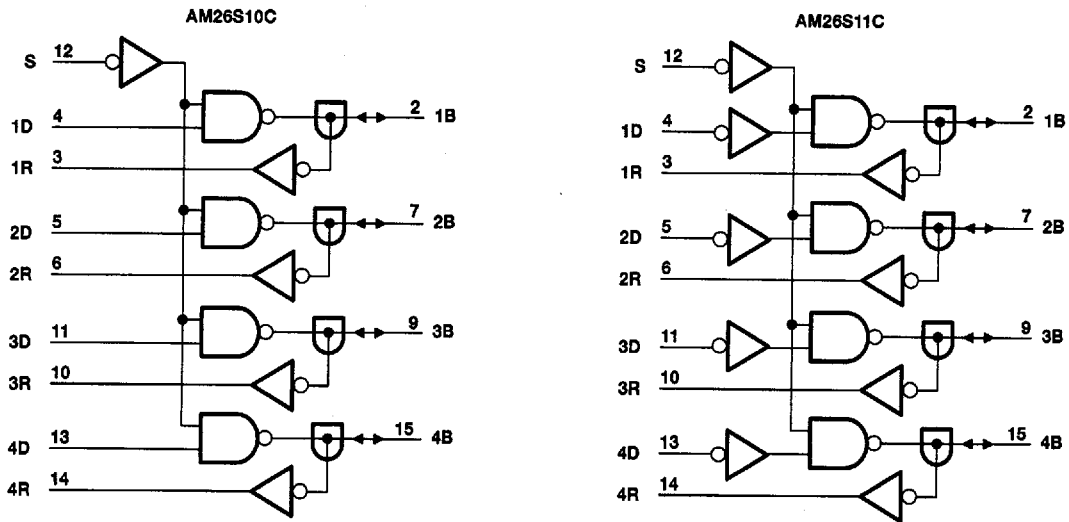 AM26S10C
S 12
2 1B
1D 4
1R 3
7 2B
2D 5
2R 6
9 3B
3D 11
3R 10
15 4B
4D 13
4R 14
AM26S11C
S 12
2 1B
1D 4
1R 3
7 2B
2D 5
2R 6
9 3B
3D 11
3R 10
15 4B
4D 13
4R 14